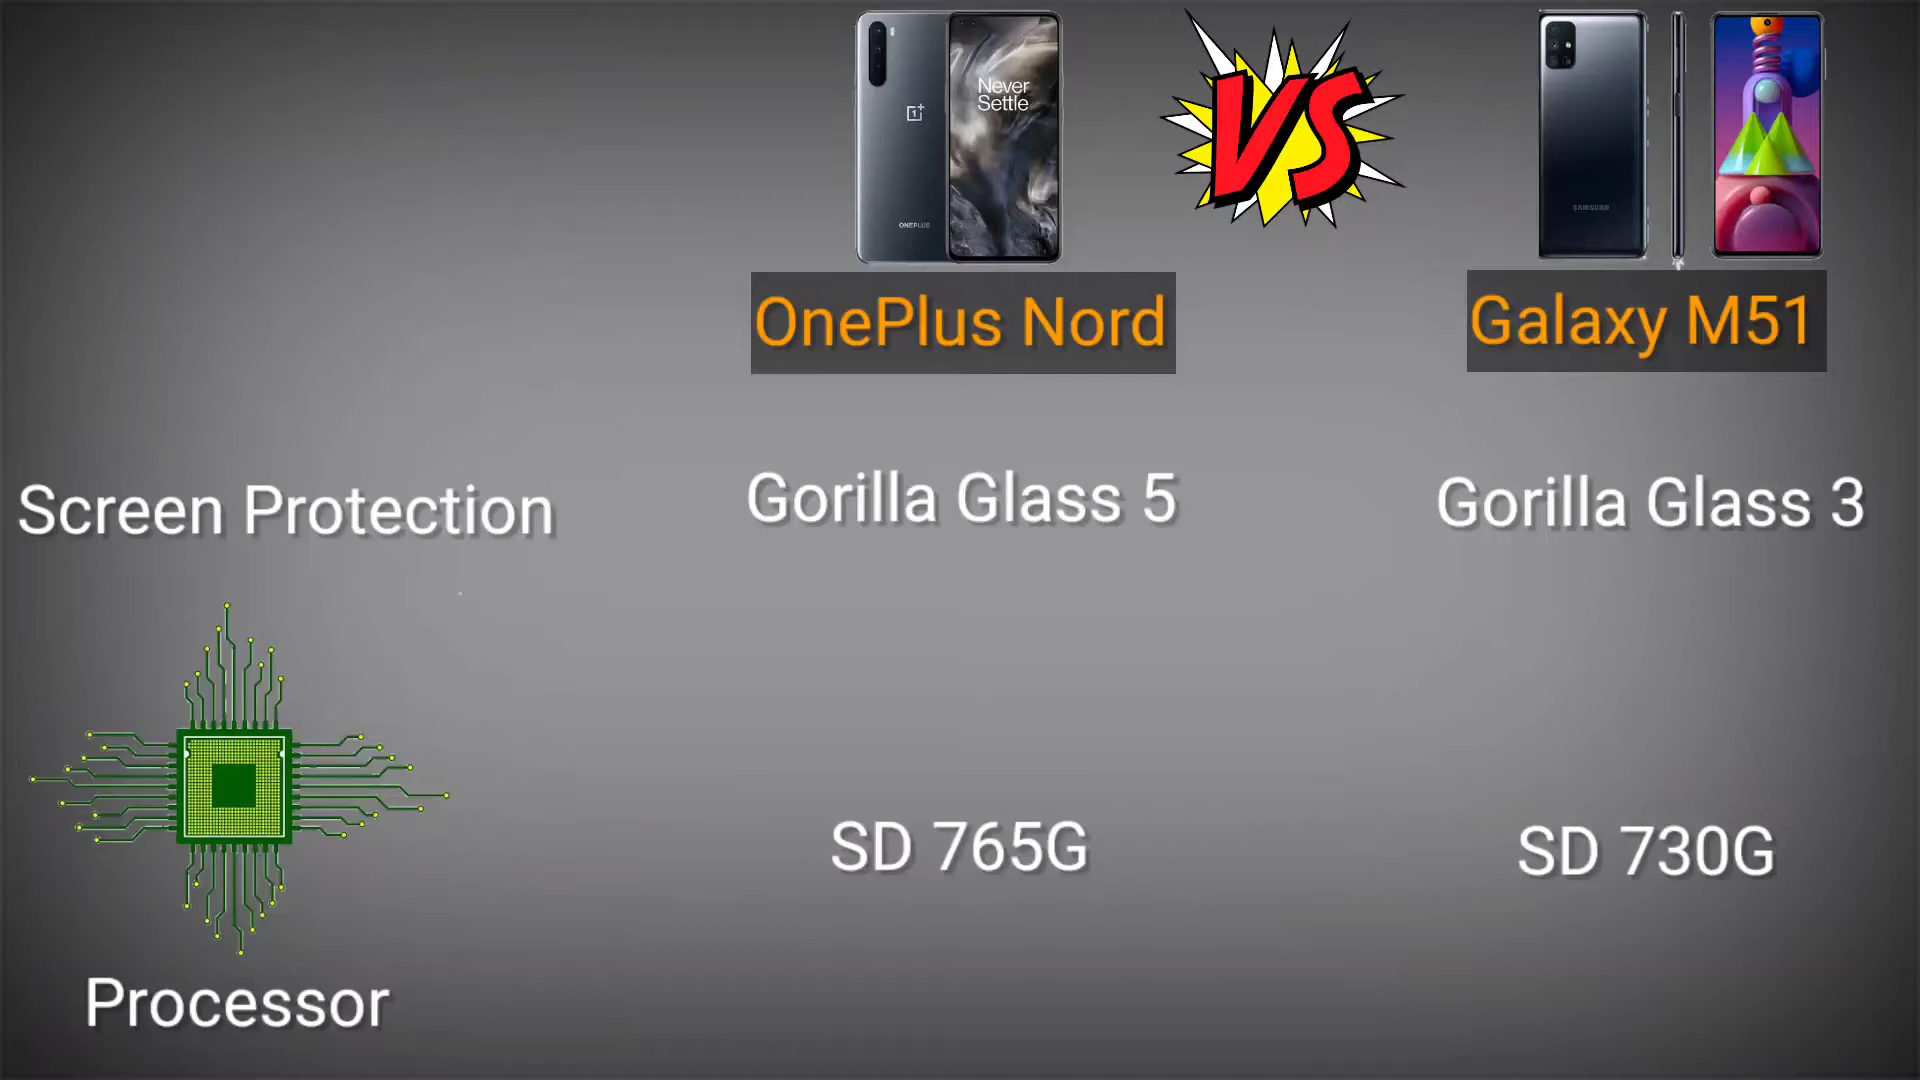 Never
Settle
ONEPLUS
VS
SAMSUNG
OnePlus Nord
Galaxy M51
Screen Protection
Gorilla Glass 5
Gorilla Glass 3
SD 765G
SD 730G
Processor